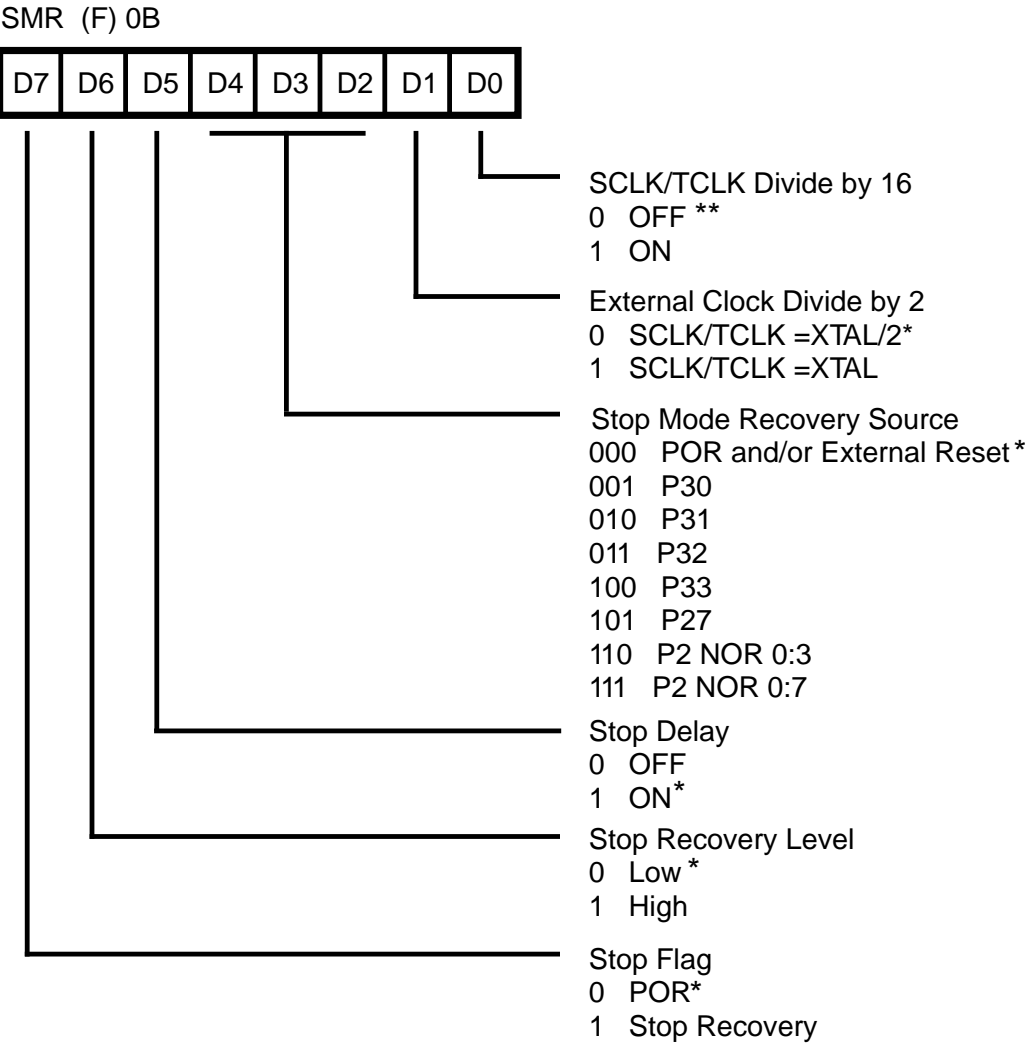 SMR (F) 0B
D7 D6 D5 D4 D3 D2 D1 D0
SCLK/TCLK Divide by 16
0 OFF **
1 ON
External Clock Divide by 2
0 SCLK/TCLK =XTAL/2*
1 SCLK/TCLK =XTAL
Stop Mode Recovery Source
000 POR and/or External Reset *
001 P30
010 P31
011 P32
100 P33
101 P27
110 P2 NOR 0:3
111 P2 NOR 0:7
Stop Delay
0 OFF
1 ON*
Stop Recovery Level
0 Low *
1 High
Stop Flag
0 POR*
1 Stop Recovery